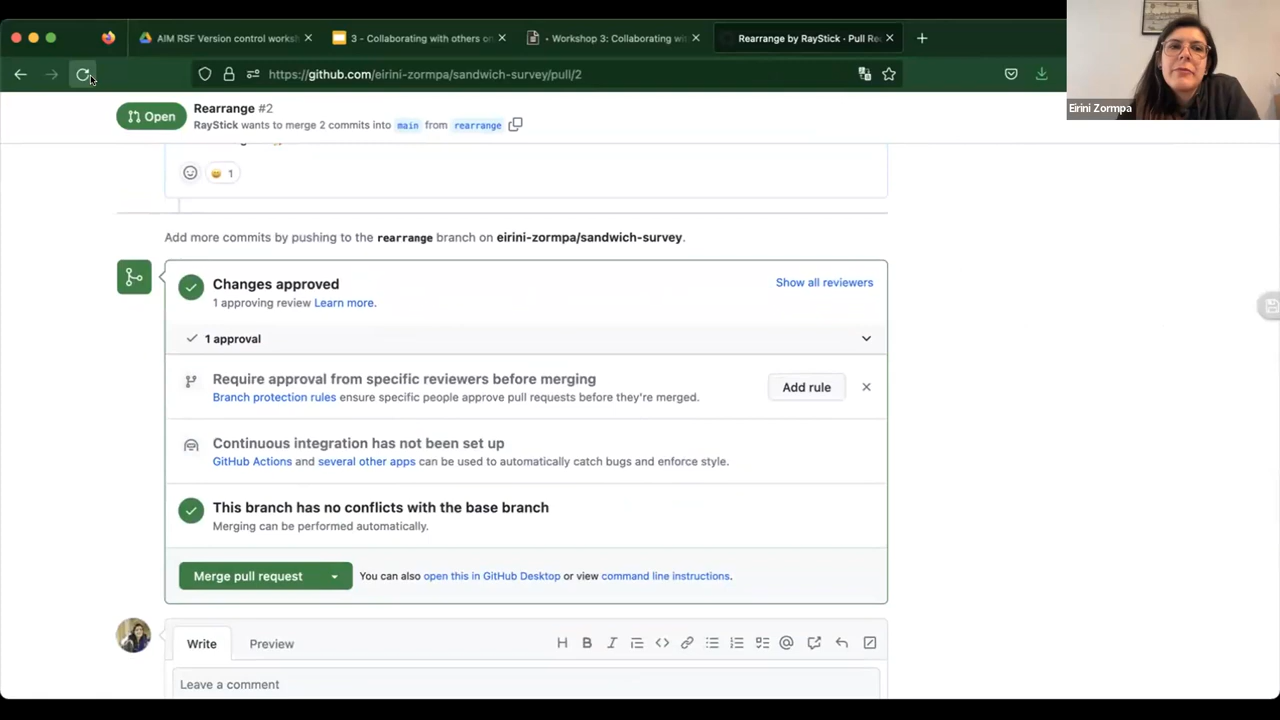 AIM RSF Version control works
3 - Collaborating with others on
Workshop 3: Collaborating wi
Rearrange by RayStick · Pull Re
https://github.com/eirini-zormpa/sandwich-survey/pull/2
Eirini Zormpa
Open
Rearrange #2
RayStick wants to merge 2 commits into main from rearrange
1
Add more commits by pushing to the rearrange branch on eirini-zormpa/sandwich-survey.
Changes approved
Show all reviewers
1 approving review Learn more.
1 approval
Require approval from specific reviewers before merging
Add rule
Branch protection rules ensure specific people approve pull requests before they're merged.
Continuous integration has not been set up
GitHub Actions and several other apps can be used to automatically catch bugs and enforce style.
This branch has no conflicts with the base branch
Merging can be performed automatically.
Merge pull request
You can also open this in GitHub Desktop or view command line instructions.
Write
Preview
Leave a comment